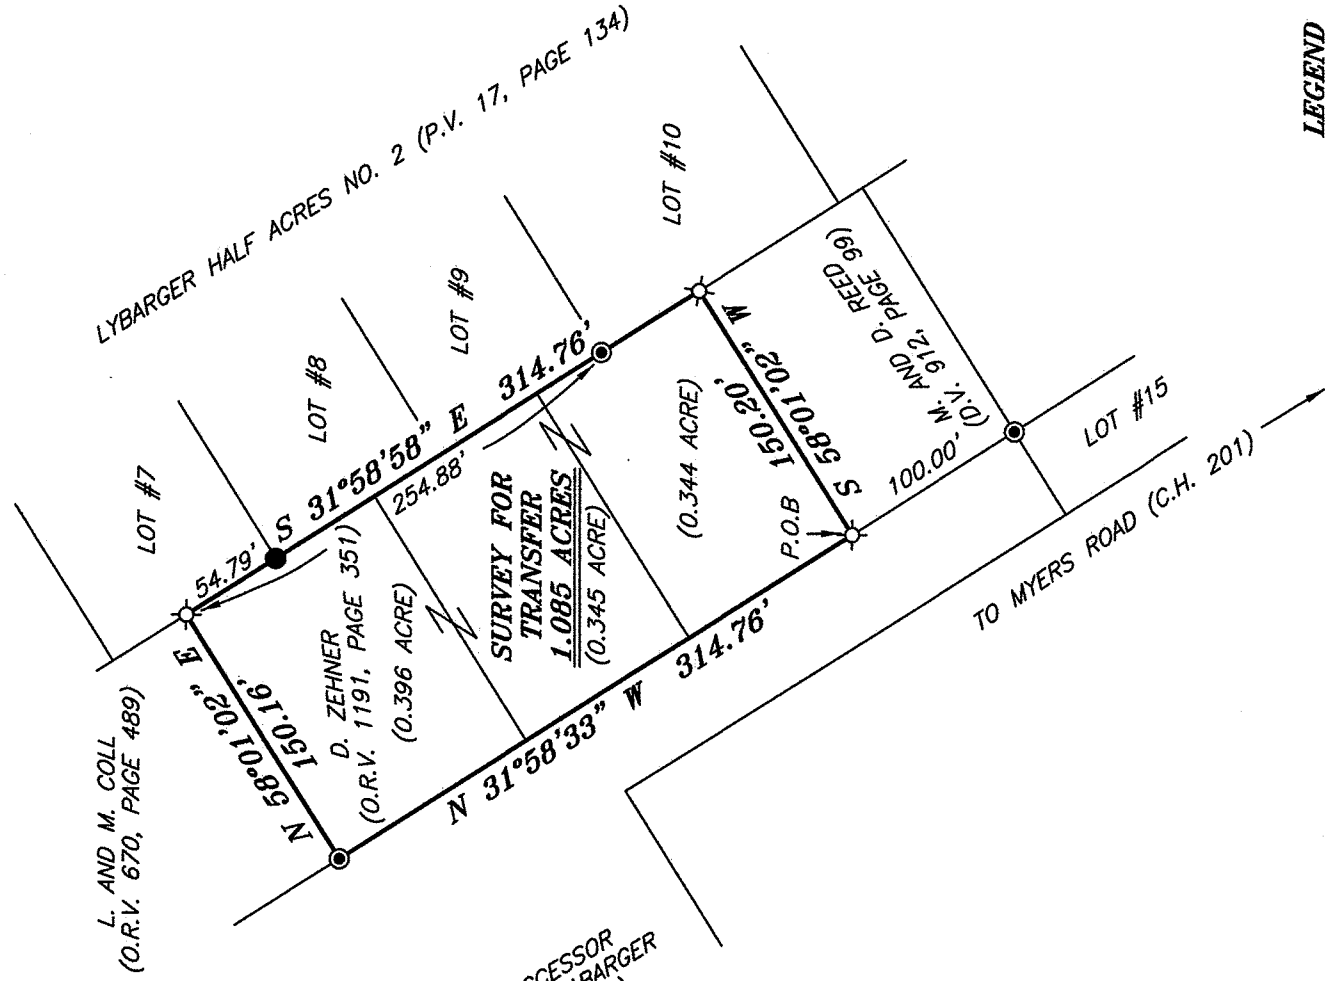 LYBARGER HALF ACRES NO. 2 (P.V. 17, PAGE 134)
LEGEND
LOT #7
LOT #8
LOT #9
LOT #10
54.79'
S 31°58'58" E 314.76'
254.88'
L. AND M. COLL
(O.R.V. 670, PAGE 489)
N 58°01'02" E
150.16'
D. ZEHNER
(O.R.V. 1191, PAGE 351)
(0.396 ACRE)
SURVEY FOR
TRANSFER
1.085 ACRES
(0.345 ACRE)
(0.344 ACRE)
S 58°01'02" W
150.20'
M. AND D. REED
(D.V. 912, PAGE 99)
P.O.B
100.00'
LOT #15
N 31°58'33" W 314.76'
TO MYERS ROAD (C.H. 201)